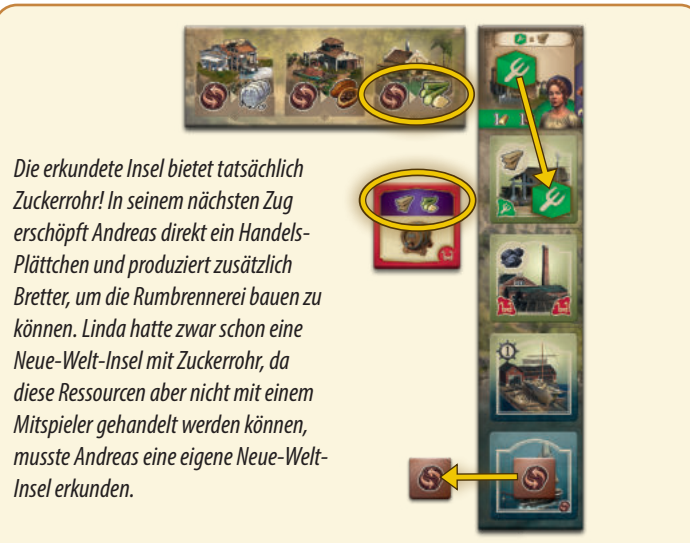 Die erkundete Insel bietet tatsächlich
Zuckerrohr! In seinem nächsten Zug
erschöpft Andreas direkt ein Handels-
Plättchen und produziert zusätzlich
Bretter, um die Rumbrennerei bauen zu
können. Linda hatte zwar schon eine
Neue-Welt-Insel mit Zuckerrohr, da
diese Ressourcen aber nicht mit einem
Mitspieler gehandelt werden können,
musste Andreas eine eigene Neue-Welt-
Insel erkunden.
1